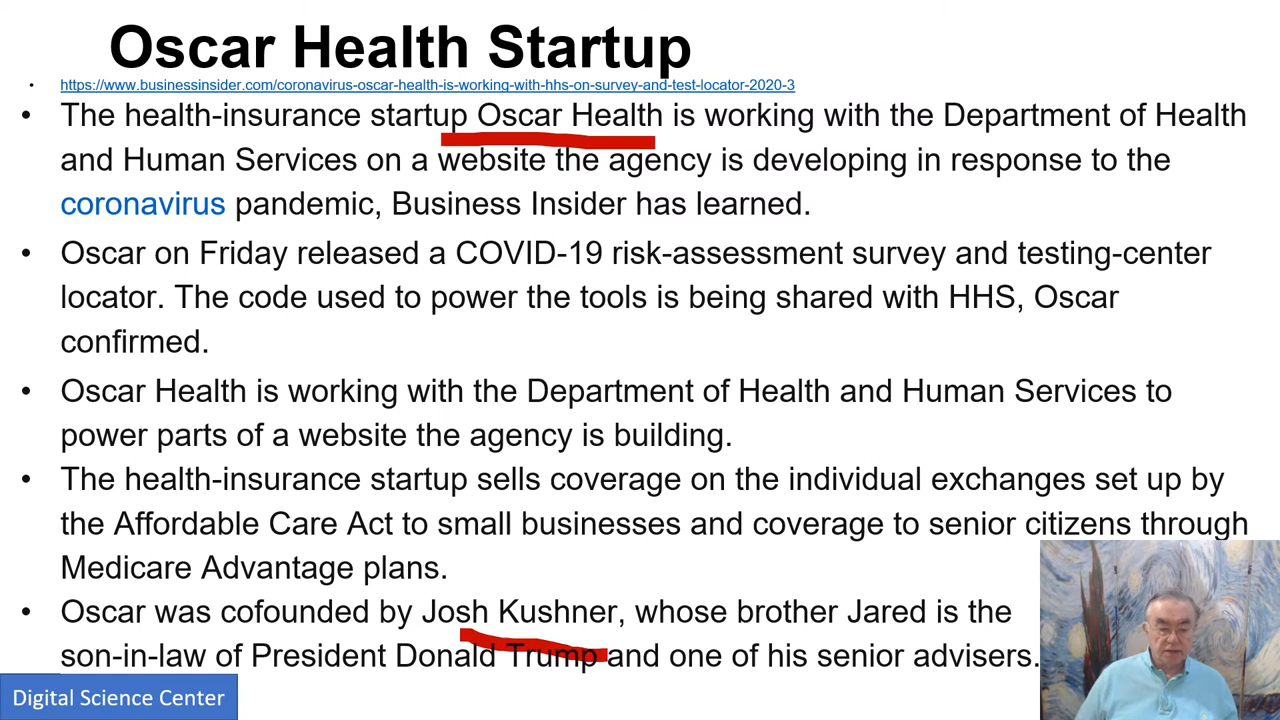 Oscar Health Startup
• https://www.businessinsider.com/coronavirus-oscar-health-is-working-with-hhs-on-survey-and-test-locator-2020-3
• The health-insurance startup Oscar Health is working with the Department of Health
and Human Services on a website the agency is developing in response to the
coronavirus pandemic, Business Insider has learned.
• Oscar on Friday released a COVID-19 risk-assessment survey and testing-center
locator. The code used to power the tools is being shared with HHS, Oscar
confirmed.
• Oscar Health is working with the Department of Health and Human Services to
power parts of a website the agency is building.
• The health-insurance startup sells coverage on the individual exchanges set up by
the Affordable Care Act to small businesses and coverage to senior citizens through
Medicare Advantage plans.
• Oscar was cofounded by Josh Kushner, whose brother Jared is the
son-in-law of President Donald Trump and one of his senior advisers.
Digital Science Center